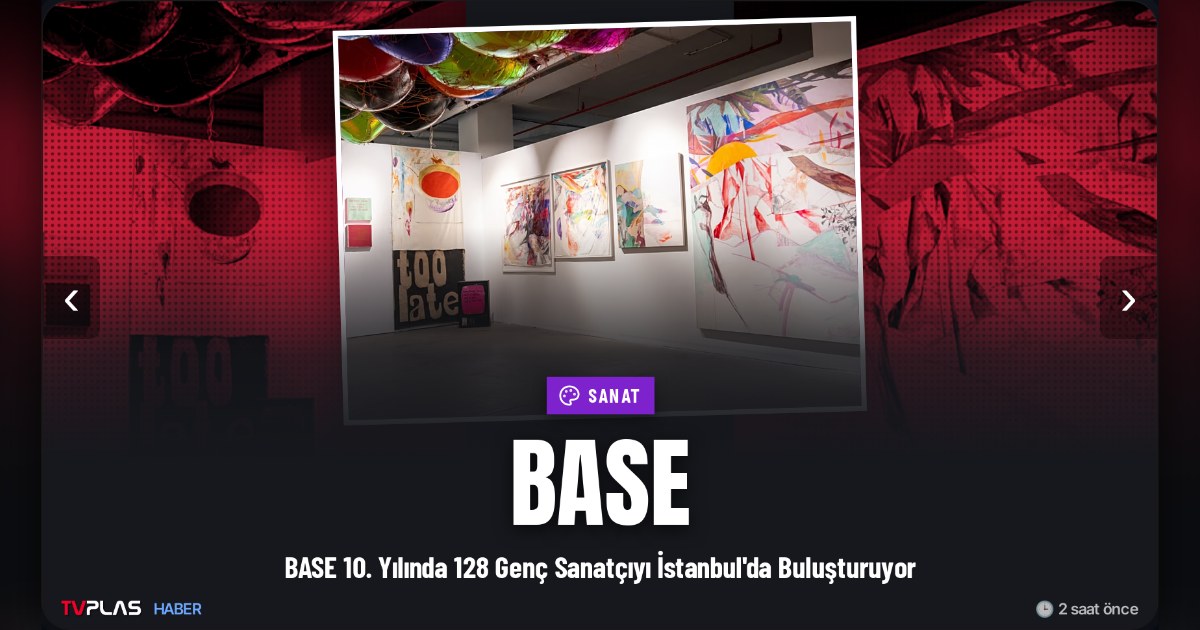 too
late
SANAT
BASE
BASE 10. Yılında 128 Genç Sanatçıyı İstanbul'da Buluşturuyor
TVPLAS HABER
2 saat önce